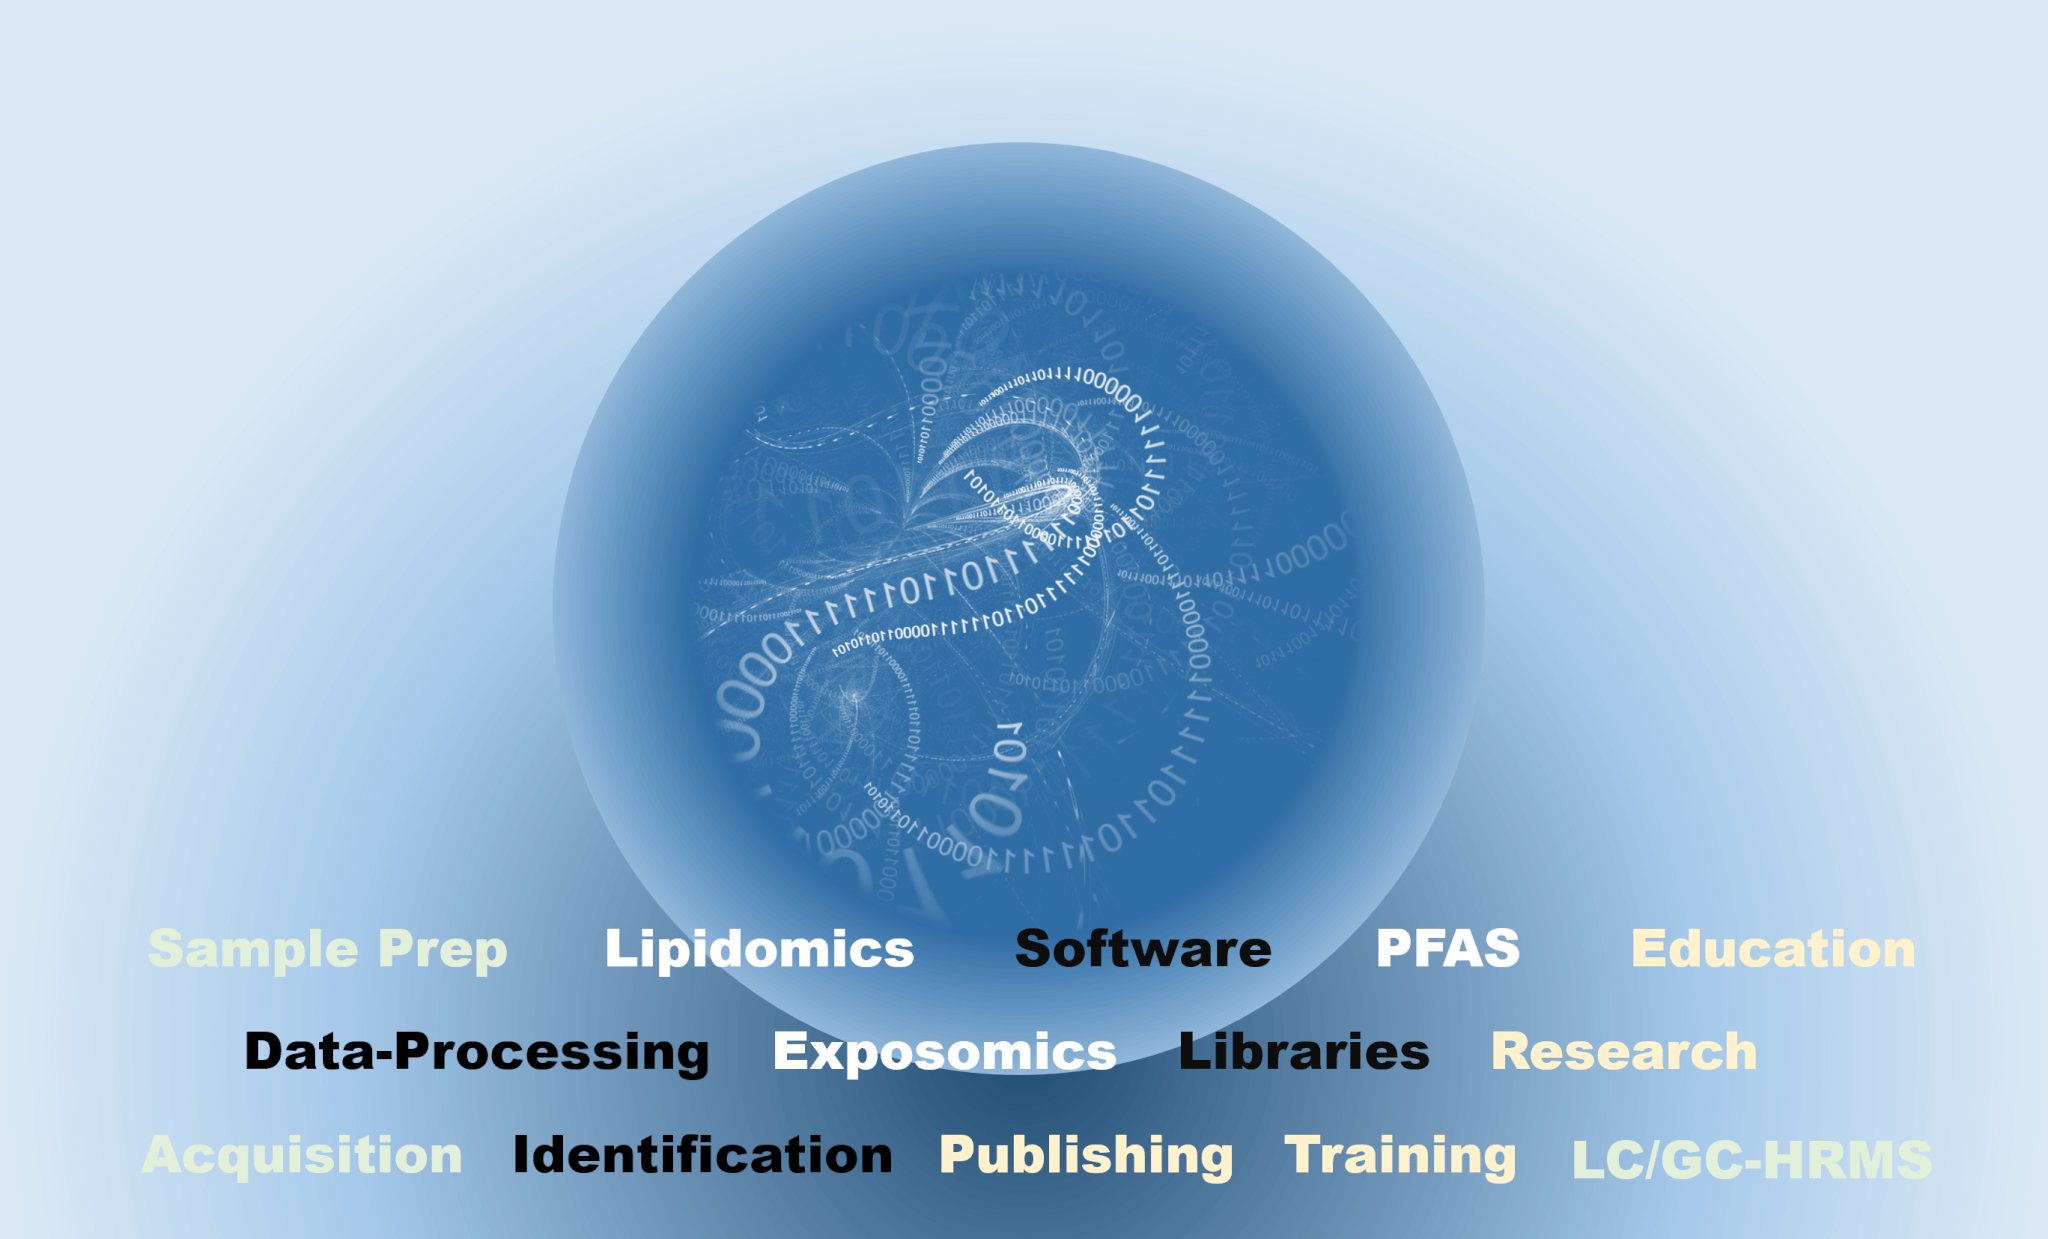 Sample Prep Lipidomics Software PFAS Education
Data-Processing Exposomics Libraries Research
Acquisition Identification Publishing Training LC/GC-HRMS